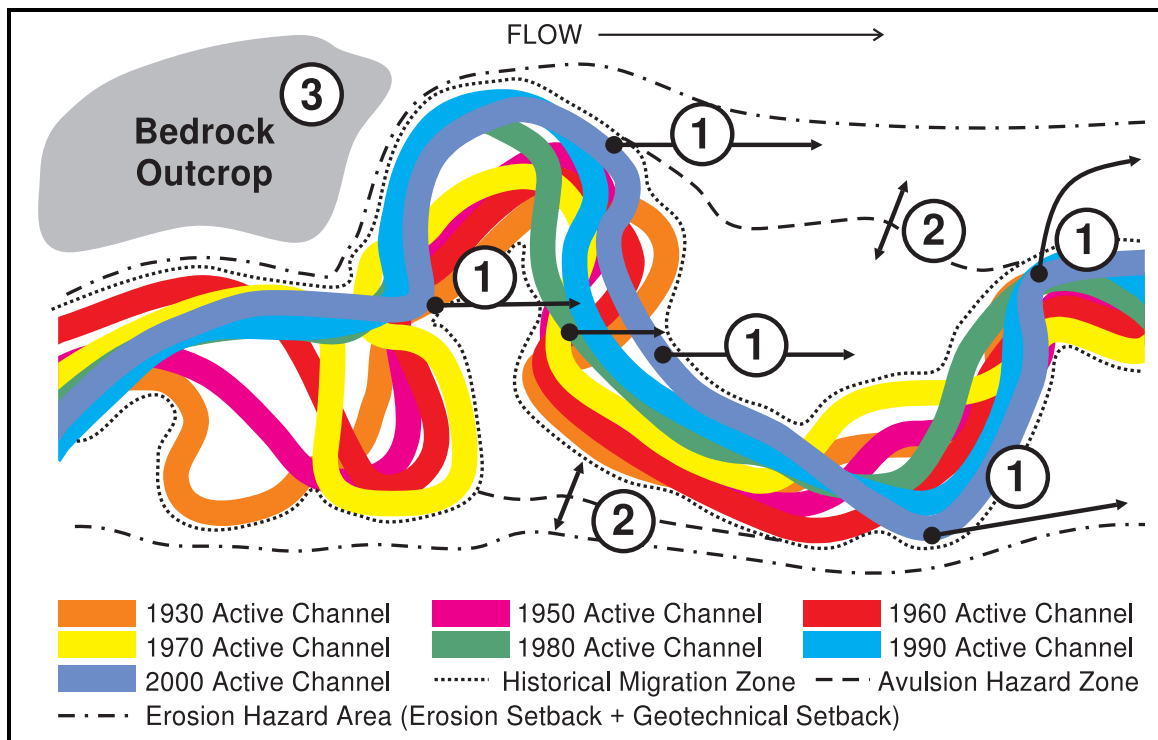 FLOW
3
Bedrock
Outcrop
1
2
1
1
1
1
2
1930 Active Channel
1950 Active Channel
1960 Active Channel
1970 Active Channel
1980 Active Channel
1990 Active Channel
2000 Active Channel
Historical Migration Zone
Avulsion Hazard Zone
Erosion Hazard Area (Erosion Setback + Geotechnical Setback)